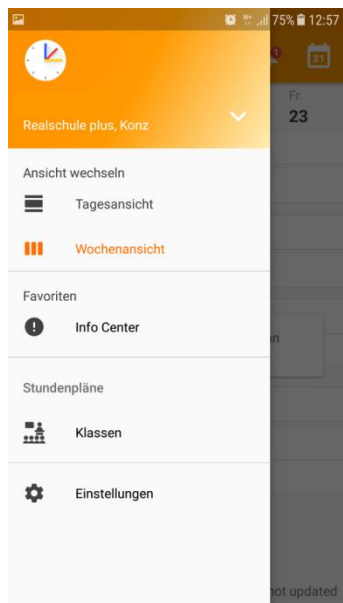 75% 12:57
21
Realschule plus, Konz
Fr.
23
Ansicht wechseln
Tagesansicht
Wochenansicht
Favoriten
Info Center
Stundenpläne
Klassen
Einstellungen
not updated